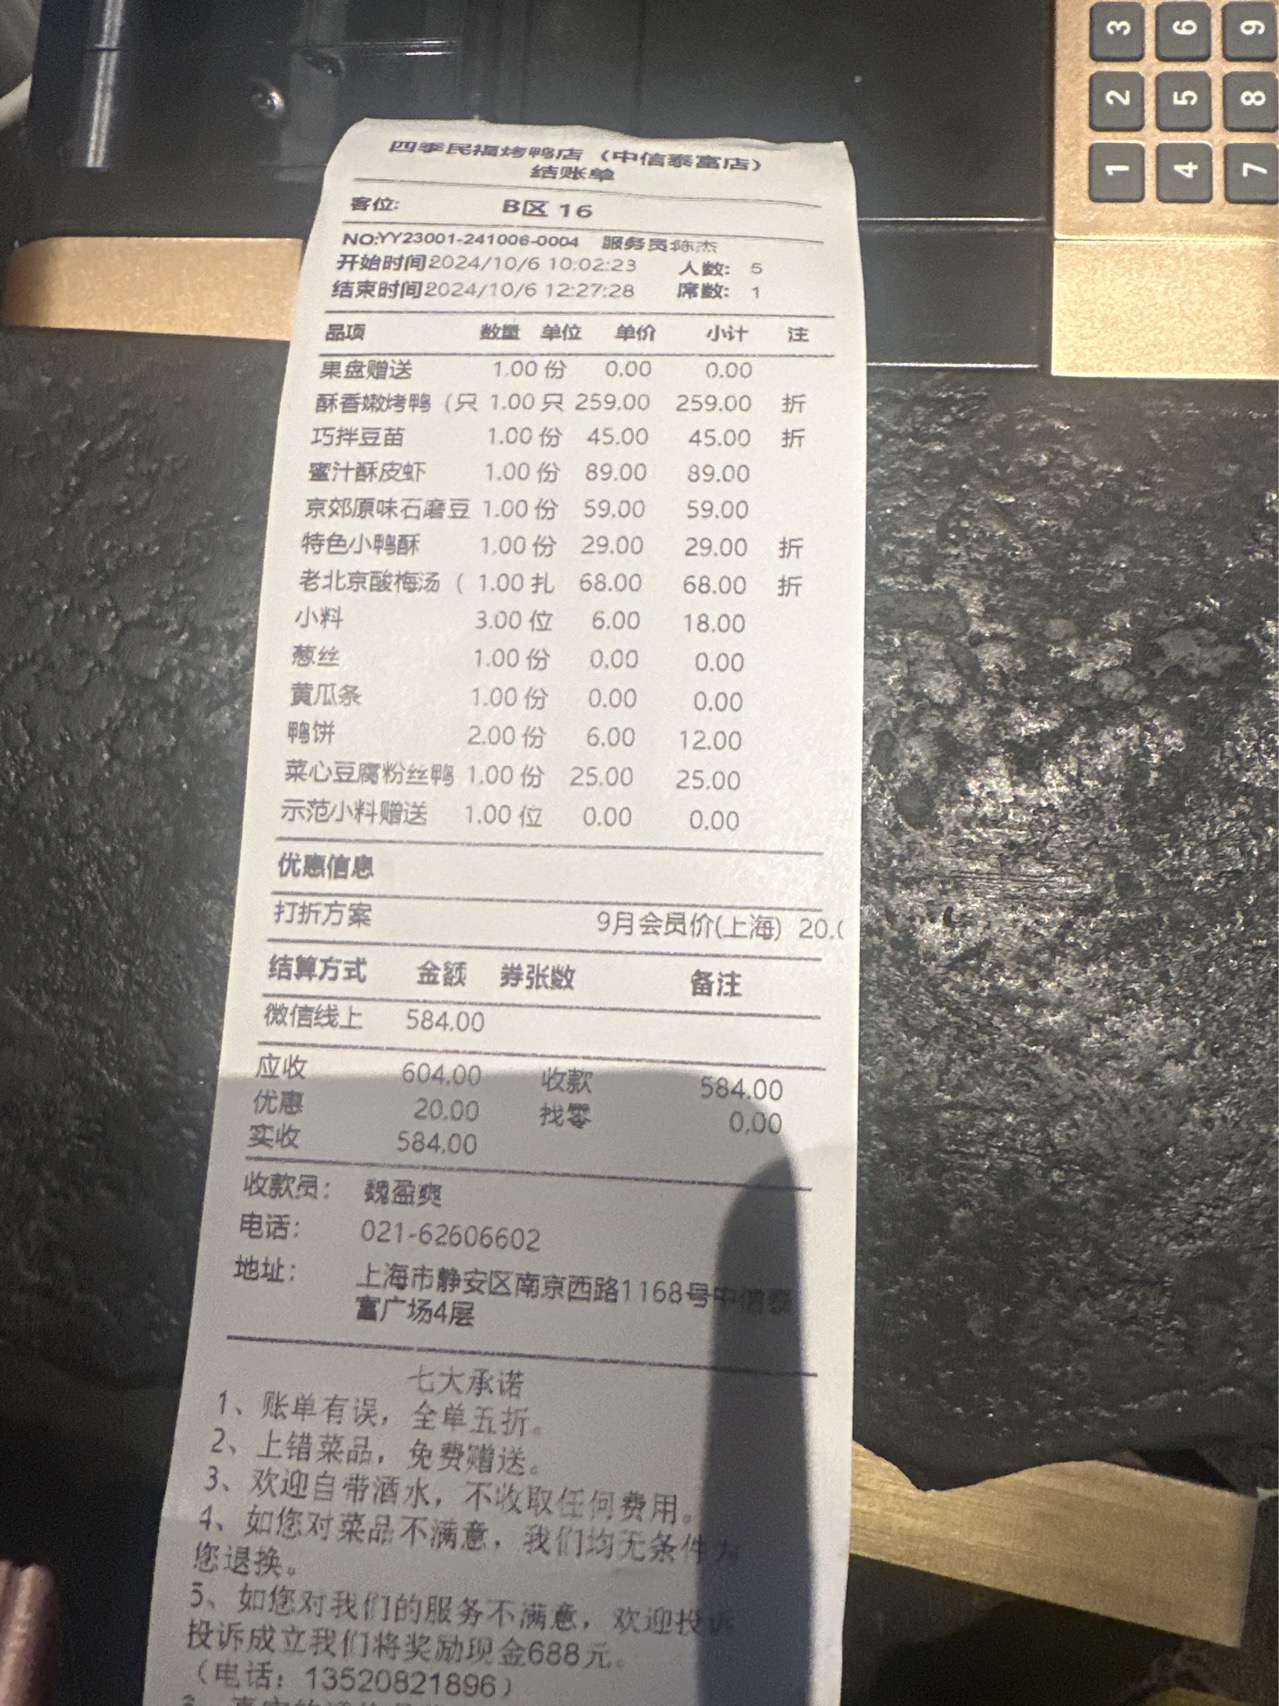 四季民福烤鸭店（中信泰富店）
结账单
客位: B区 16
NO:YY23001-241006-0004 服务员:陈杰
开始时间2024/10/6 10:02:23 人数: 5
结束时间2024/10/6 12:27:28 席数: 1
品项 数量 单位 单价 小计 注
果盘赠送 1.00 份 0.00 0.00
酥香嫩烤鸭（只 1.00 只 259.00 259.00 折
巧拌豆苗 1.00 份 45.00 45.00 折
蜜汁酥皮虾 1.00 份 89.00 89.00
京郊原味石磨豆 1.00 份 59.00 59.00
特色小鸭酥 1.00 份 29.00 29.00 折
老北京酸梅汤（ 1.00 扎 68.00 68.00 折
小料 3.00 位 6.00 18.00
葱丝 1.00 份 0.00 0.00
黄瓜条 1.00 份 0.00 0.00
鸭饼 2.00 份 6.00 12.00
菜心豆腐粉丝鸭 1.00 份 25.00 25.00
示范小料赠送 1.00 位 0.00 0.00
优惠信息
打折方案 9月会员价(上海) 20.0
结算方式 金额 券张数 备注
微信线上 584.00
应收 604.00 收款 584.00
优惠 20.00 找零 0.00
实收 584.00
收款员: 魏盈爽
电话: 021-62606602
地址: 上海市静安区南京西路1168号中信泰
富广场4层
七大承诺
1、账单有误，全单五折。
2、上错菜品，免费赠送。
3、欢迎自带酒水，不收取任何费用。
4、如您对菜品不满意，我们均无条件为
您退换。
5、如您对我们的服务不满意，欢迎投诉
投诉成立我们将奖励现金688元。
（电话：13520821896）
3 6 9
2 5 8
1 4 7